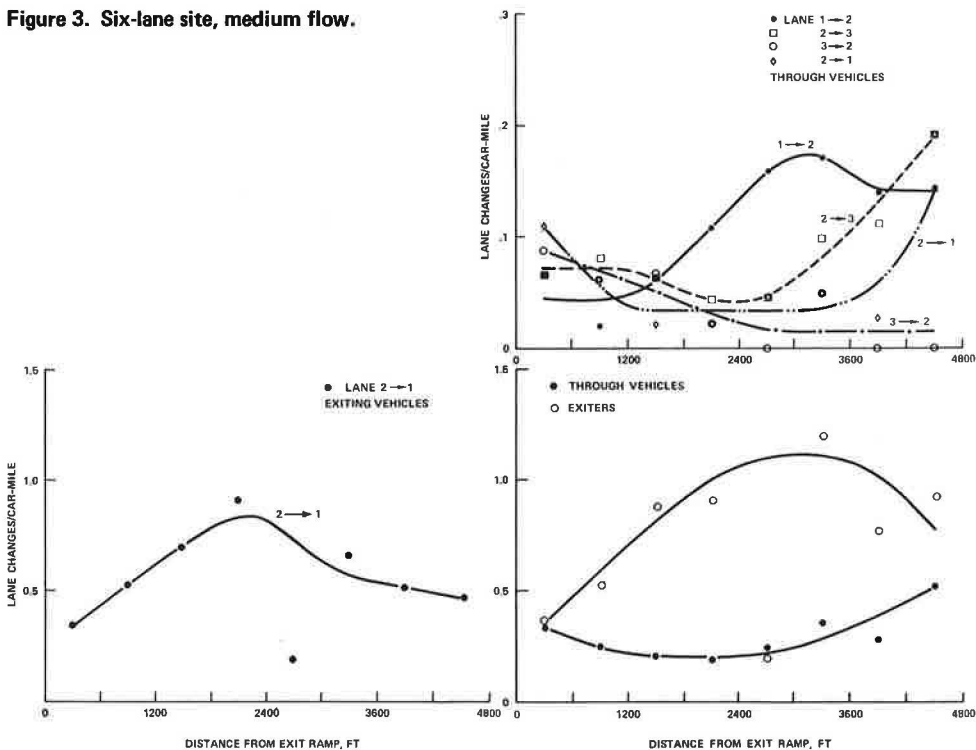 Figure 3. Six-lane site, medium flow.
● LANE 1→2
□ 2→3
○ 3→2
◊ 2→1
THROUGH VEHICLES
LANE CHANGES/CAR-MILE
.3
.2
.1
0
1→2
2→3
2→1
3→2
0 1200 2400 3600 4800
LANE CHANGES/CAR-MILE
1.5
1.0
0.5
● LANE 2→1
EXITING VEHICLES
2→1
0 1200 2400 3600 4800
DISTANCE FROM EXIT RAMP, FT
1.5
1.0
0.5
● THROUGH VEHICLES
○ EXITERS
0 1200 2400 3600 4800
DISTANCE FROM EXIT RAMP, FT